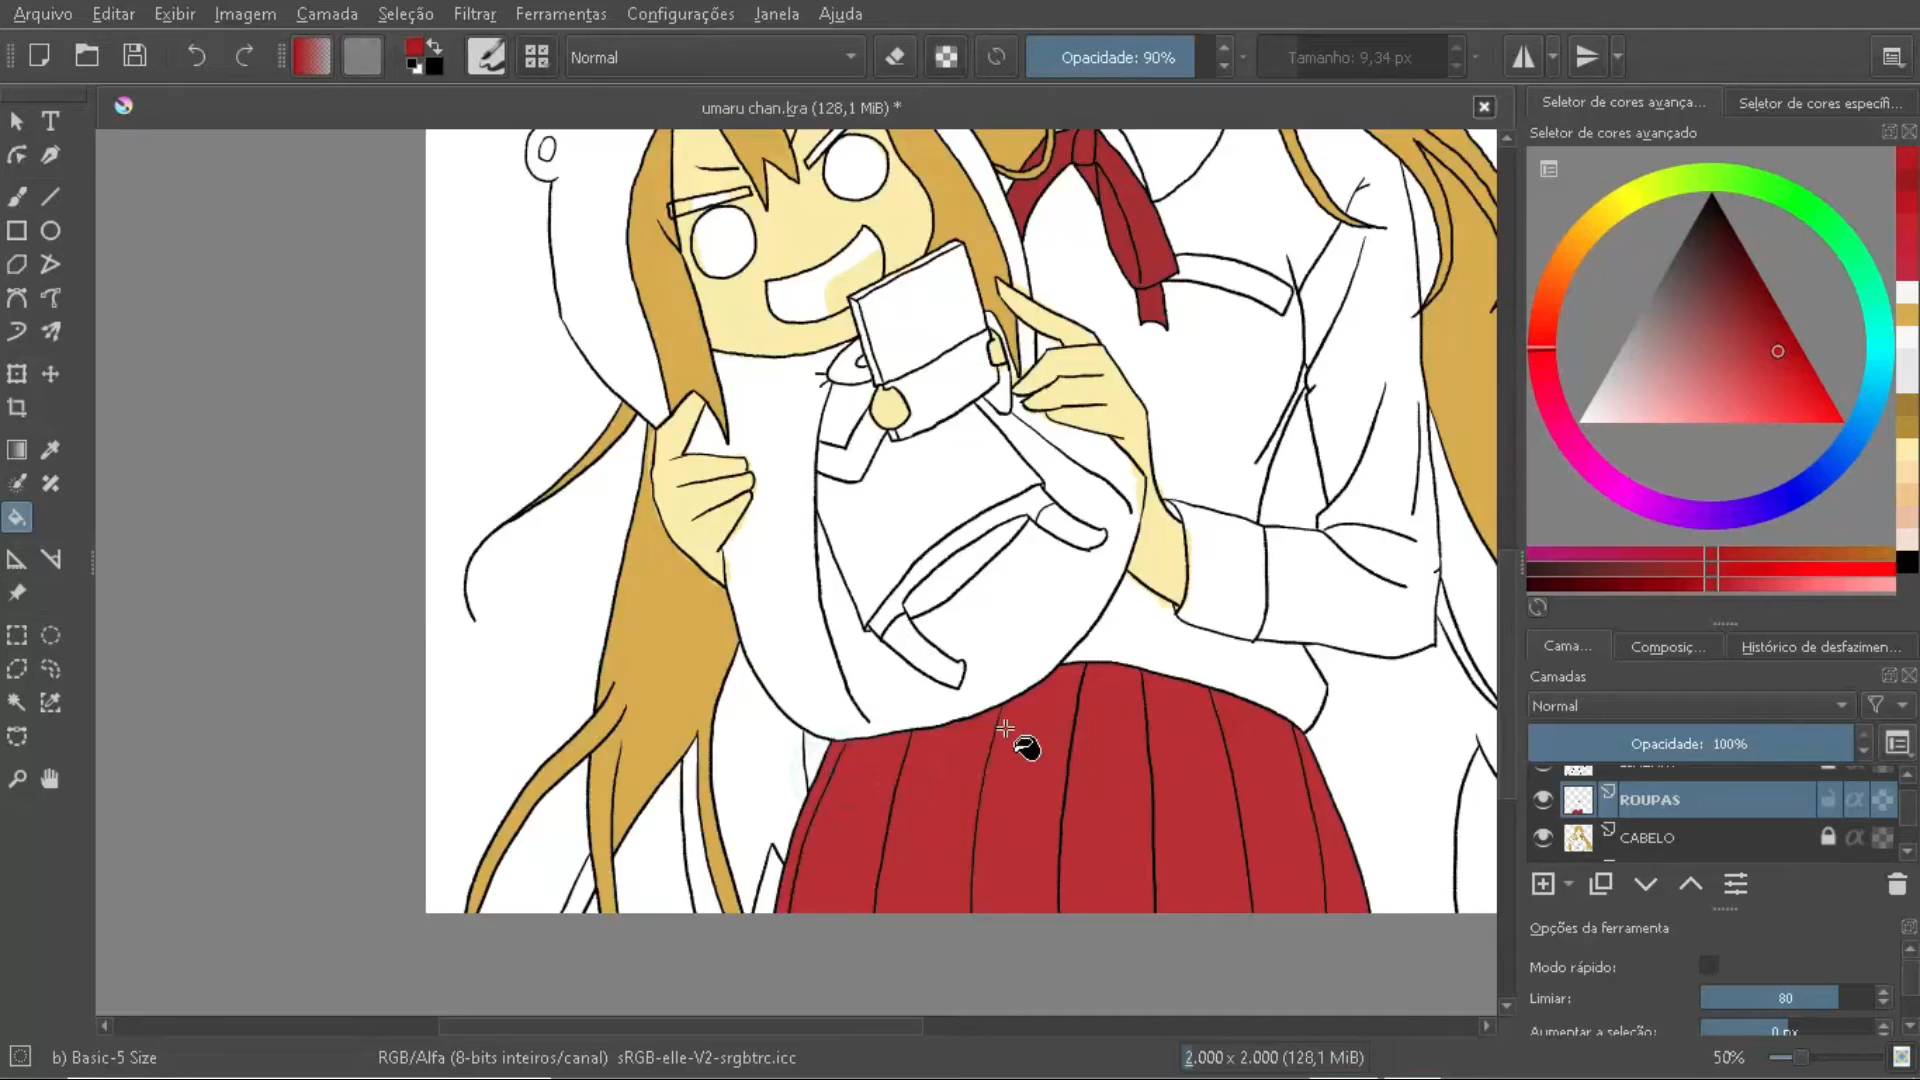 Arquivo Editar Exibir Imagem Camada Seleção Filtrar Ferramentas Configurações Janela Ajuda
Normal
Opacidade: 90%
Tamanho: 9,34 px
umaru chan.kra (128,1 MiB) *
Seletor de cores avança...
Seletor de cores específi...
Seletor de cores avançado
Cama...
Composiç...
Histórico de desfazimen...
Camadas
Normal
Opacidade: 100%
ROUPAS
CABELO
Opções da ferramenta
Modo rápido:
Limiar:
80
Aumentar a seleção:
0 px
b) Basic-5 Size
RGB/Alfa (8-bits inteiros/canal) sRGB-elle-V2-srgbtrc.icc
2.000 x 2.000 (128,1 MiB)
50%